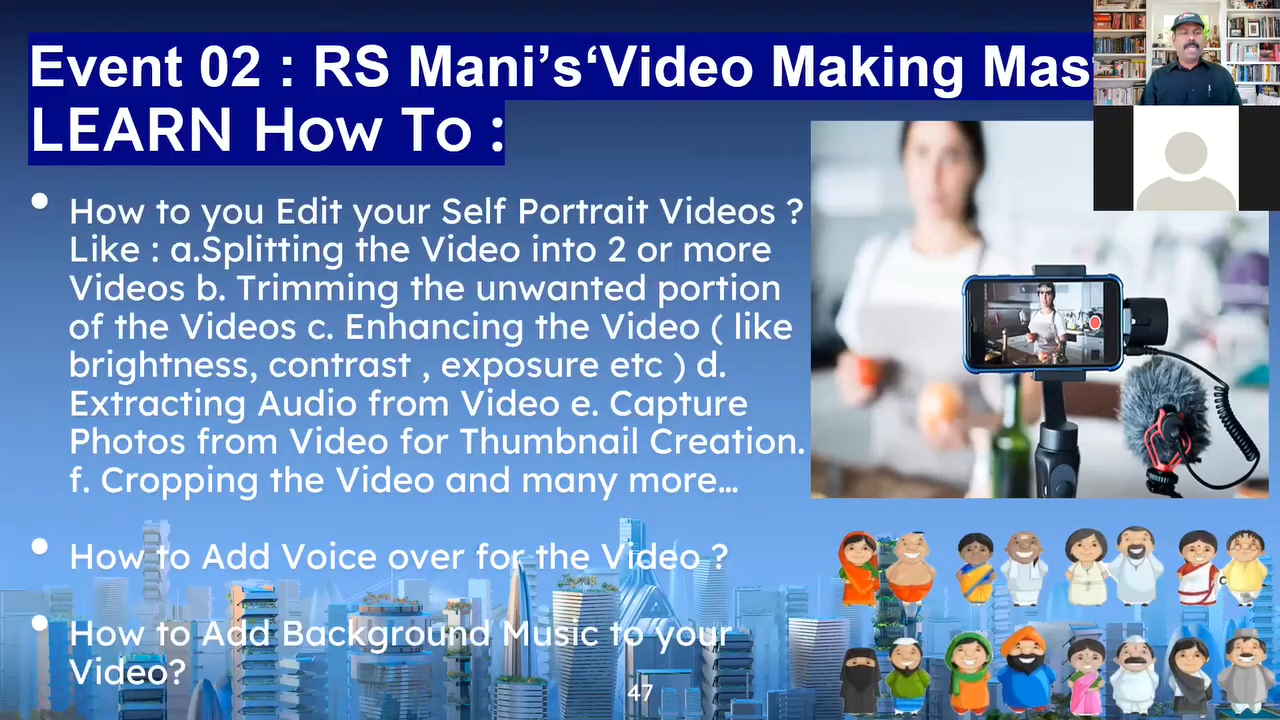 Event 02 : RS Mani’s‘Video Making Mas
LEARN How To :
• How to you Edit your Self Portrait Videos ?
Like : a.Splitting the Video into 2 or more
Videos b. Trimming the unwanted portion
of the Videos c. Enhancing the Video ( like
brightness, contrast , exposure etc ) d.
Extracting Audio from Video e. Capture
Photos from Video for Thumbnail Creation.
f. Cropping the Video and many more…
• How to Add Voice over for the Video ?
• How to Add Background Music to your
Video?
47